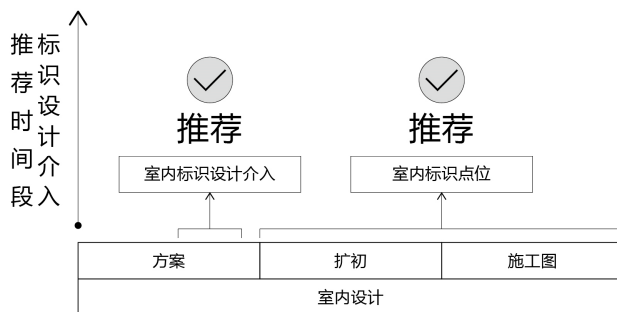 标识设计介入
推荐时间段
推荐
推荐
室内标识设计介入
室内标识点位
方案
扩初
施工图
室内设计